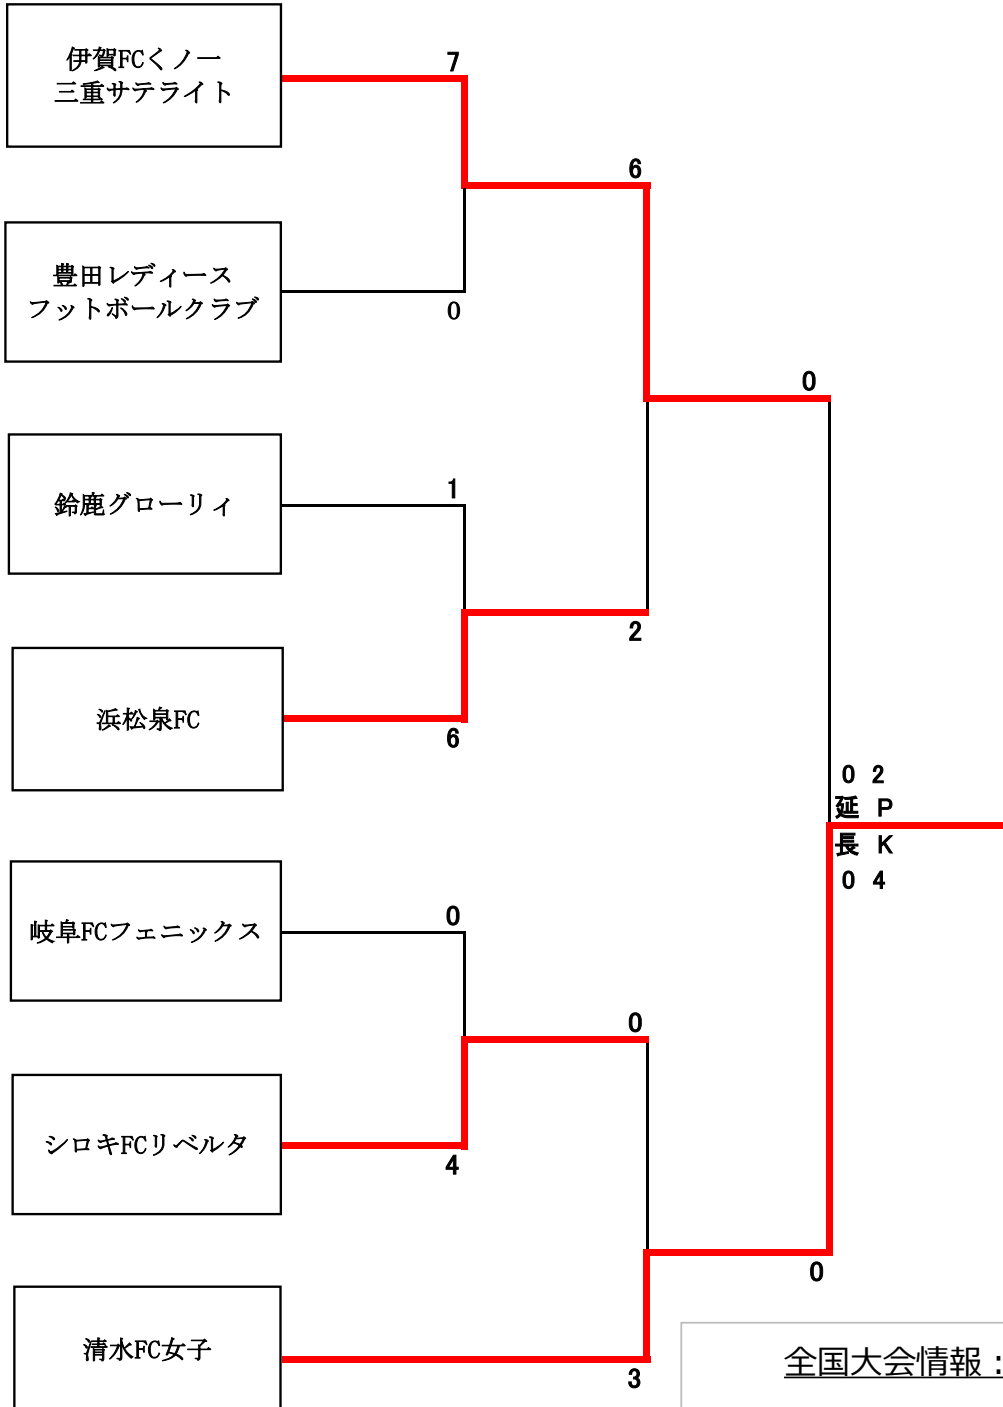 伊賀FCくノ一
三重サテライト
7
6
豊田レディース
フットボールクラブ
0
0
鈴鹿グローリィ
1
2
浜松泉FC
6
0 2
延 P
長 K
0 4
岐阜FCフェニックス
0
0
シロキFCリベルタ
4
0
清水FC女子
3
全国大会情報：